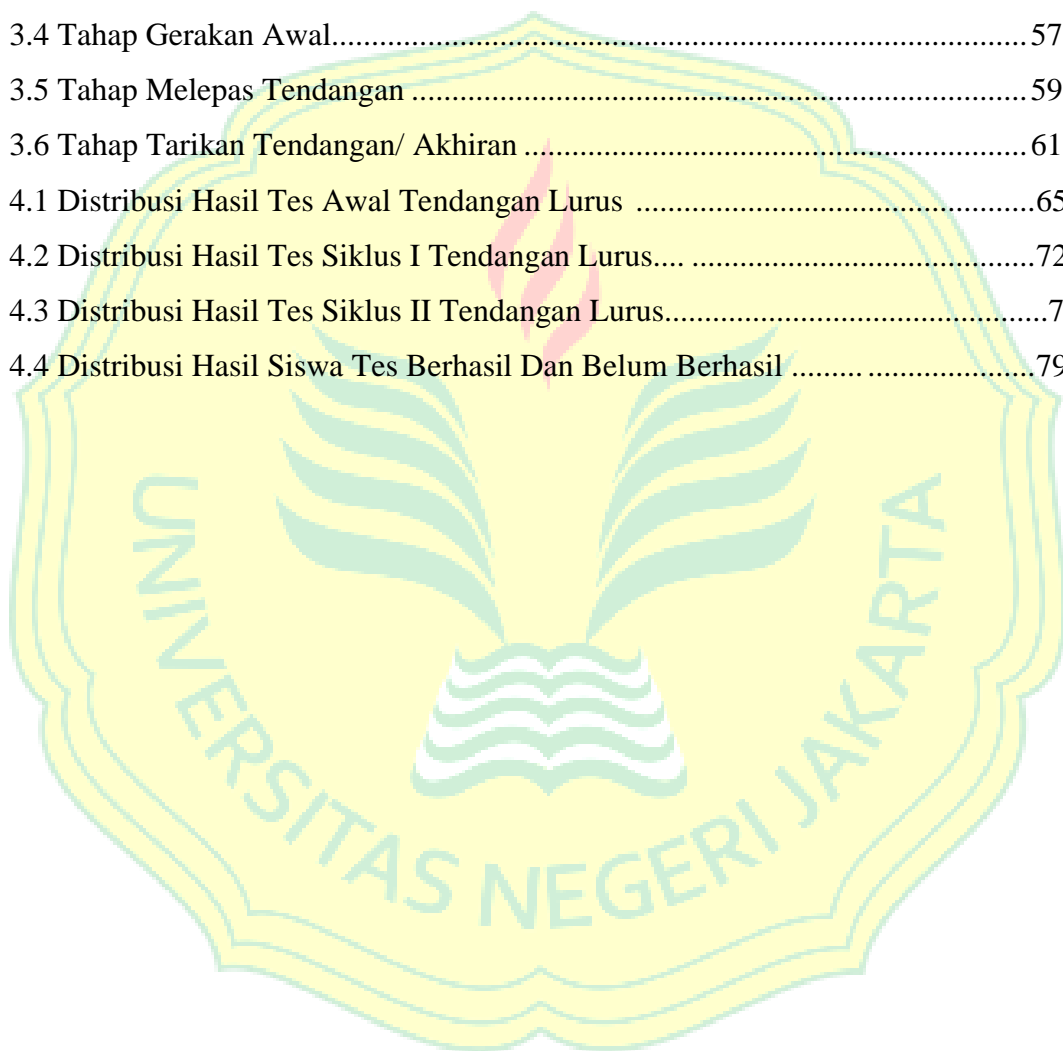 3.4 Tahap Gerakan Awal....................................................................................... 57
3.5 Tahap Melepas Tendangan ............................................................................. 59
3.6 Tahap Tarikan Tendangan/ Akhiran ............................................................... 61
4.1 Distribusi Hasil Tes Awal Tendangan Lurus ..................................................65
4.2 Distribusi Hasil Tes Siklus I Tendangan Lurus.... ...........................................72
4.3 Distribusi Hasil Tes Siklus II Tendangan Lurus................................................7
4.4 Distribusi Hasil Siswa Tes Berhasil Dan Belum Berhasil ......... .....................79
UNIVERSITAS NEGERI JAKARTA